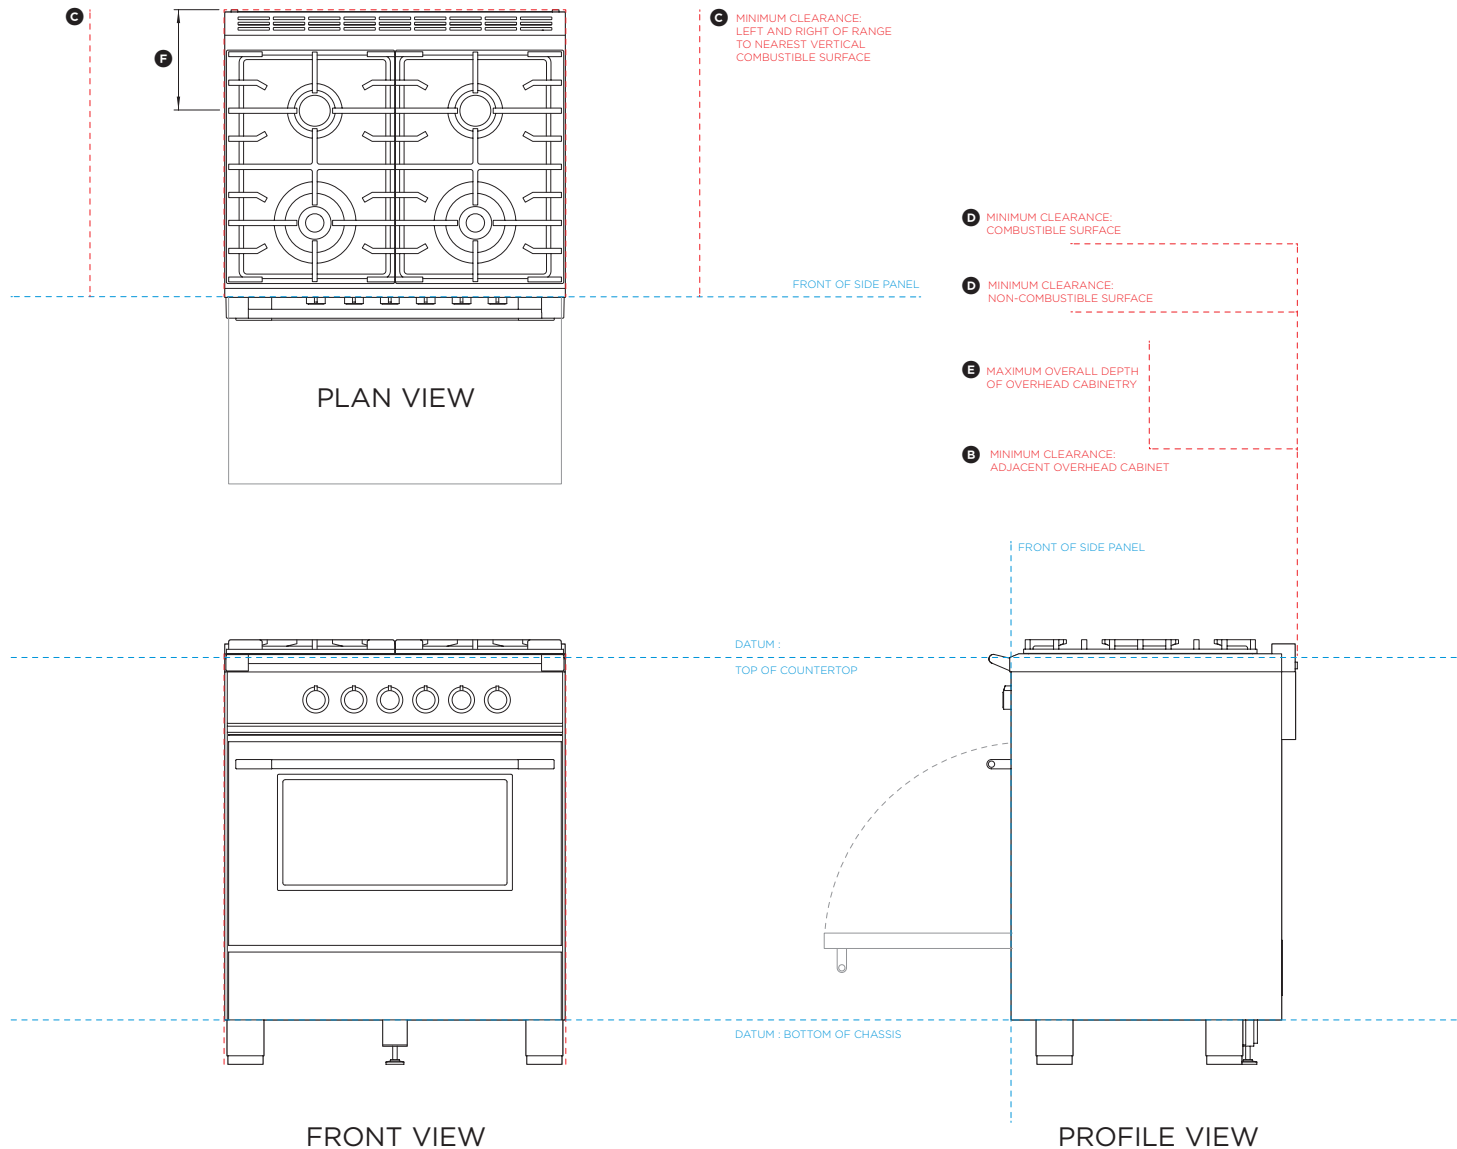 C
F
C MINIMUM CLEARANCE:
LEFT AND RIGHT OF RANGE
TO NEAREST VERTICAL
COMBUSTIBLE SURFACE
D MINIMUM CLEARANCE:
COMBUSTIBLE SURFACE
FRONT OF SIDE PANEL
D MINIMUM CLEARANCE:
NON-COMBUSTIBLE SURFACE
E MAXIMUM OVERALL DEPTH
OF OVERHEAD CABINETRY
PLAN VIEW
B MINIMUM CLEARANCE:
ADJACENT OVERHEAD CABINET
FRONT OF SIDE PANEL
DATUM :
TOP OF COUNTERTOP
DATUM : BOTTOM OF CHASSIS
FRONT VIEW
PROFILE VIEW